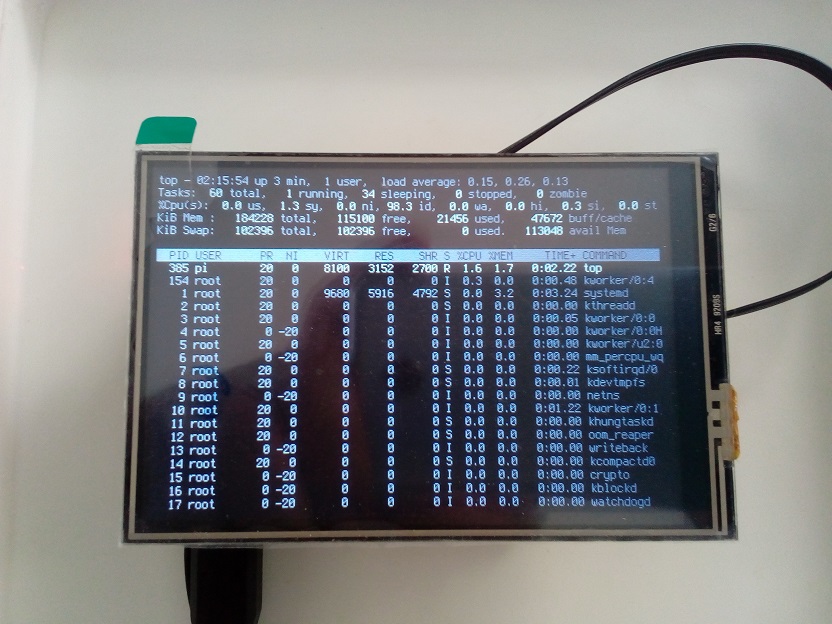 top - 02:15:54 up 3 min,  1 user,  load average: 0.15, 0.26, 0.13
Tasks:  60 total,   1 running,  34 sleeping,   0 stopped,   0 zombie
%Cpu(s):  0.0 us,  1.3 sy,  0.0 ni, 98.3 id,  0.0 wa,  0.0 hi,  0.3 si,  0.0 st
KiB Mem :   184228 total,   115100 free,    21456 used,    47672 buff/cache
KiB Swap:   102396 total,   102396 free,        0 used.   113048 avail Mem
PID USER      PR  NI    VIRT    RES    SHR S %CPU %MEM     TIME+ COMMAND
385 pi        20   0    8100   3152   2700 R  1.6  1.7   0:02.22 top
154 root      20   0       0      0      0 I  0.3  0.0   0:00.48 kworker/0:4
1 root      20   0    9680   5916   4792 S  0.0  3.2   0:03.24 systemd
2 root      20   0       0      0      0 S  0.0  0.0   0:00.00 kthreadd
3 root      20   0       0      0      0 I  0.0  0.0   0:00.05 kworker/0:0
4 root       0 -20       0      0      0 I  0.0  0.0   0:00.00 kworker/0:0H
5 root      20   0       0      0      0 I  0.0  0.0   0:00.00 kworker/u2:0
6 root       0 -20       0      0      0 I  0.0  0.0   0:00.00 mm_percpu_wq
7 root      20   0       0      0      0 S  0.0  0.0   0:00.22 ksoftirqd/0
8 root      20   0       0      0      0 S  0.0  0.0   0:00.01 kdevtmpfs
9 root       0 -20       0      0      0 I  0.0  0.0   0:00.00 netns
10 root      20   0       0      0      0 I  0.0  0.0   0:01.22 kworker/0:1
11 root      20   0       0      0      0 S  0.0  0.0   0:00.00 khungtaskd
12 root      20   0       0      0      0 S  0.0  0.0   0:00.00 oom_reaper
13 root       0 -20       0      0      0 I  0.0  0.0   0:00.00 writeback
14 root      20   0       0      0      0 S  0.0  0.0   0:00.00 kcompactd0
15 root       0 -20       0      0      0 I  0.0  0.0   0:00.00 crypto
16 root       0 -20       0      0      0 I  0.0  0.0   0:00.00 kblockd
17 root       0 -20       0      0      0 I  0.0  0.0   0:00.00 watchdogd
G2/6